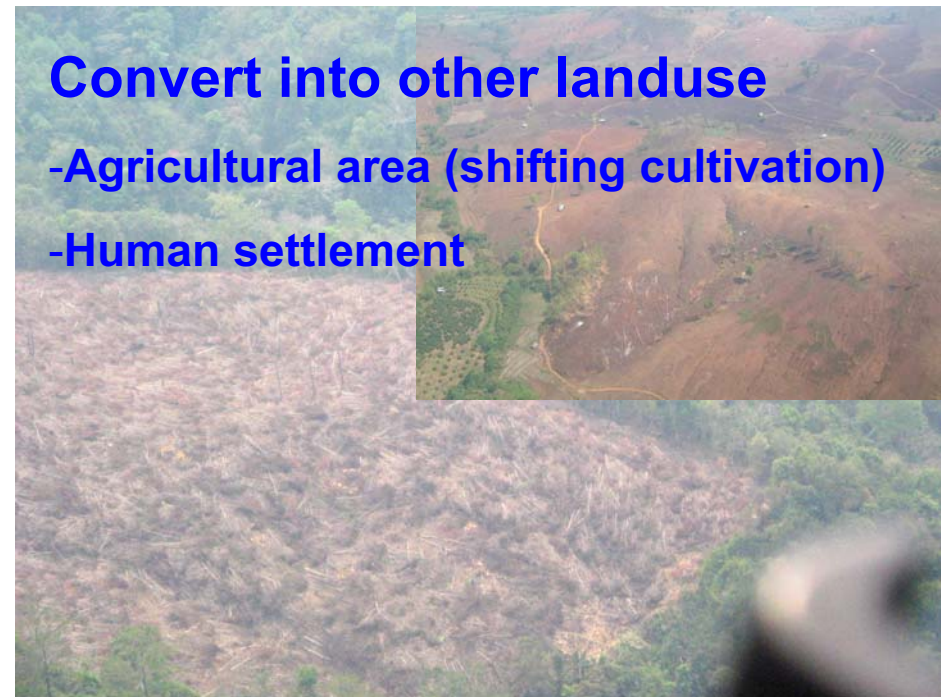 Convert into other landuse
-Agricultural area (shifting cultivation)
-Human settlement